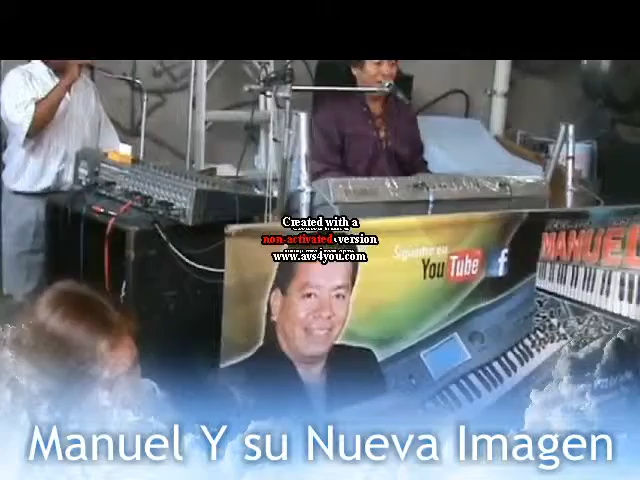 Created with a
non-activated version
www.avs4you.com
Siguenos en
YouTube f
MANUEL
Manuel Y su Nueva Imagen